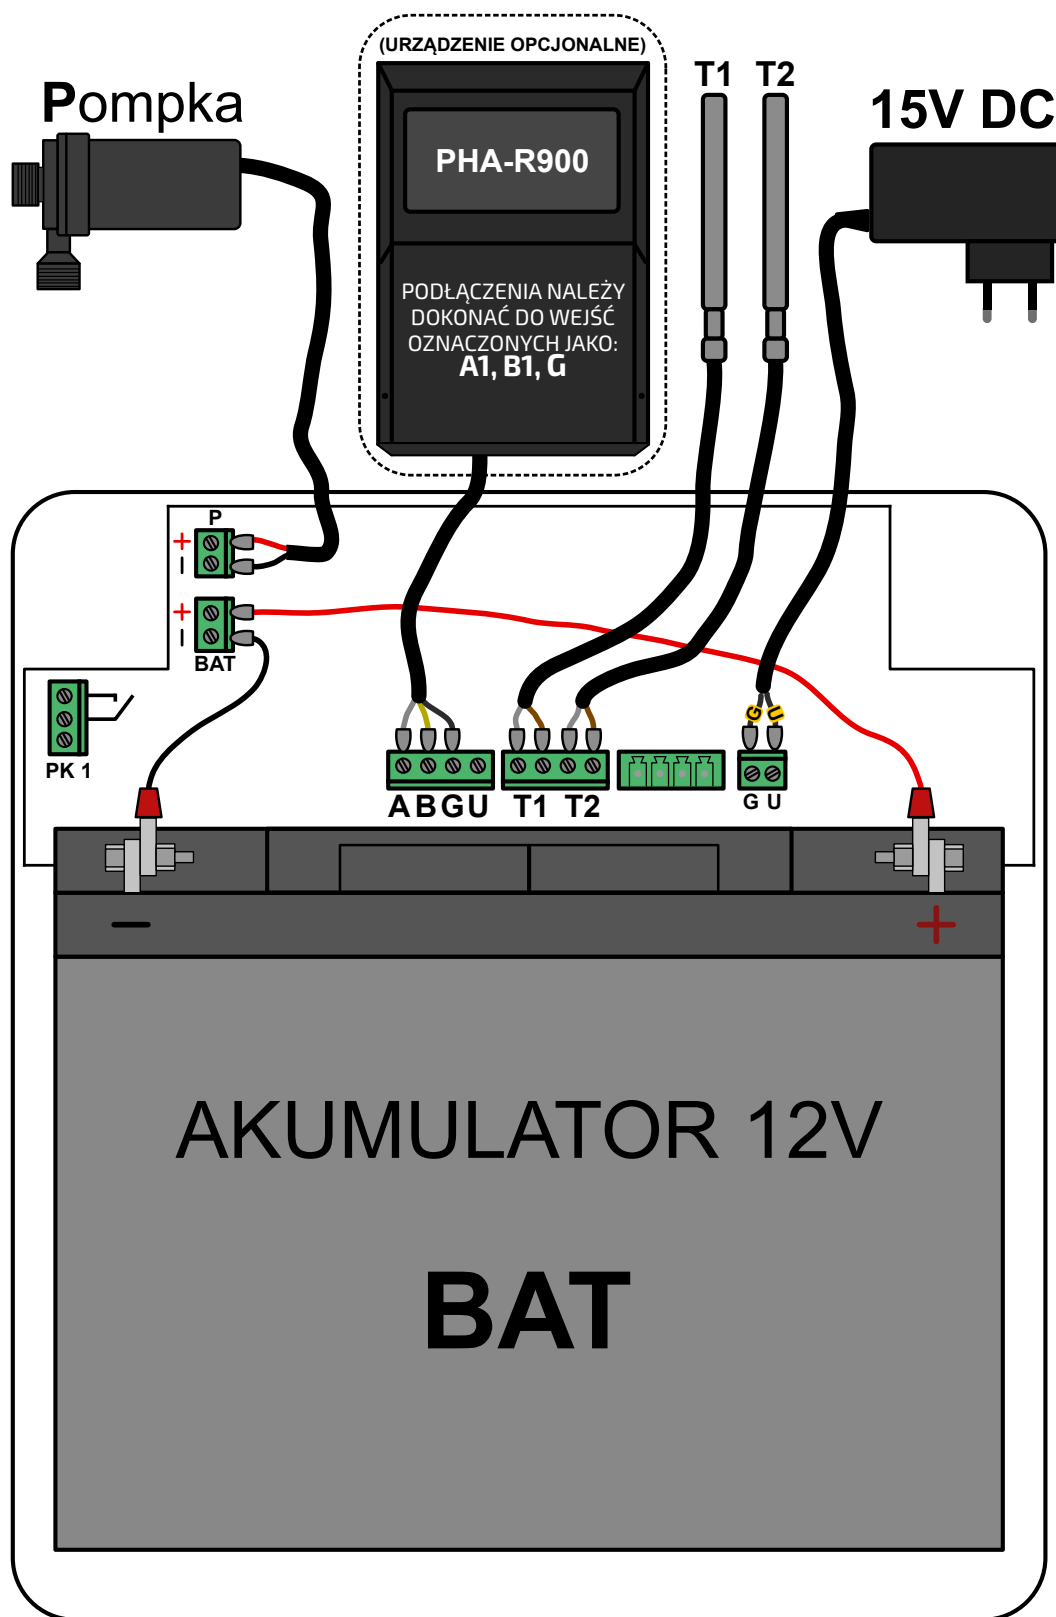 (URZĄDZENIE OPCJONALNE)
Pompka
T1 T2
15V DC
PHA-R900
PODŁĄCZENIA NALEŻY
DOKONAĆ DO WEJŚĆ
OZNACZONYCH JAKO:
A1, B1, G
P
+
–
+
–
BAT
PK 1
G U
A B G U
T1 T2
G U
– +
AKUMULATOR 12V
BAT